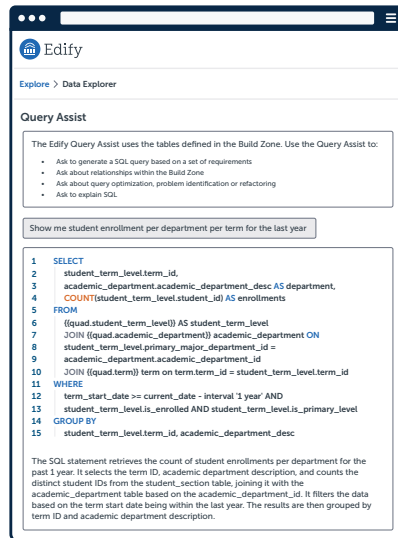 Edify
Explore > Data Explorer
Query Assist
The Edify Query Assist uses the tables defined in the Build Zone. Use the Query Assist to:
• Ask to generate a SQL query based on a set of requirements
• Ask about relationships within the Build Zone
• Ask about query optimization, problem identification or refactoring
• Ask to explain SQL
Show me student enrollment per department per term for the last year
1 SELECT
2 student_term_level.term_id,
3 academic_department.academic_department_desc AS department,
4 COUNT(student_term_level.student_id) AS enrollments
5 FROM
6 {{quad.student_term_level}} AS student_term_level
7 JOIN {{quad.academic_department}} academic_department ON
8 student_term_level.primary_major_department_id =
9 academic_department.academic_department_id
10 JOIN {{quad.term}} term on term.term_id = student_term_level.term_id
11 WHERE
12 term_start_date >= current_date - interval '1 year' AND
13 student_term_level.is_enrolled AND student_term_level.is_primary_level
14 GROUP BY
15 student_term_level.term_id, academic_department_desc
The SQL statement retrieves the count of student enrollments per department for the
past 1 year. It selects the term ID, academic department description, and counts the
distinct student IDs from the student_section table, joining it with the
academic_department table based on the academic_department_id. It filters the data
based on the term start date being within the last year. The results are then grouped by
term ID and academic department description.